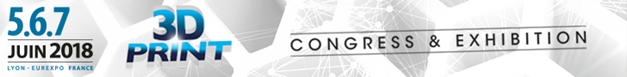 5.6.7
JUIN 2018
LYON - EUREXPO FRANCE
3D
PRINT
CONGRESS & EXHIBITION